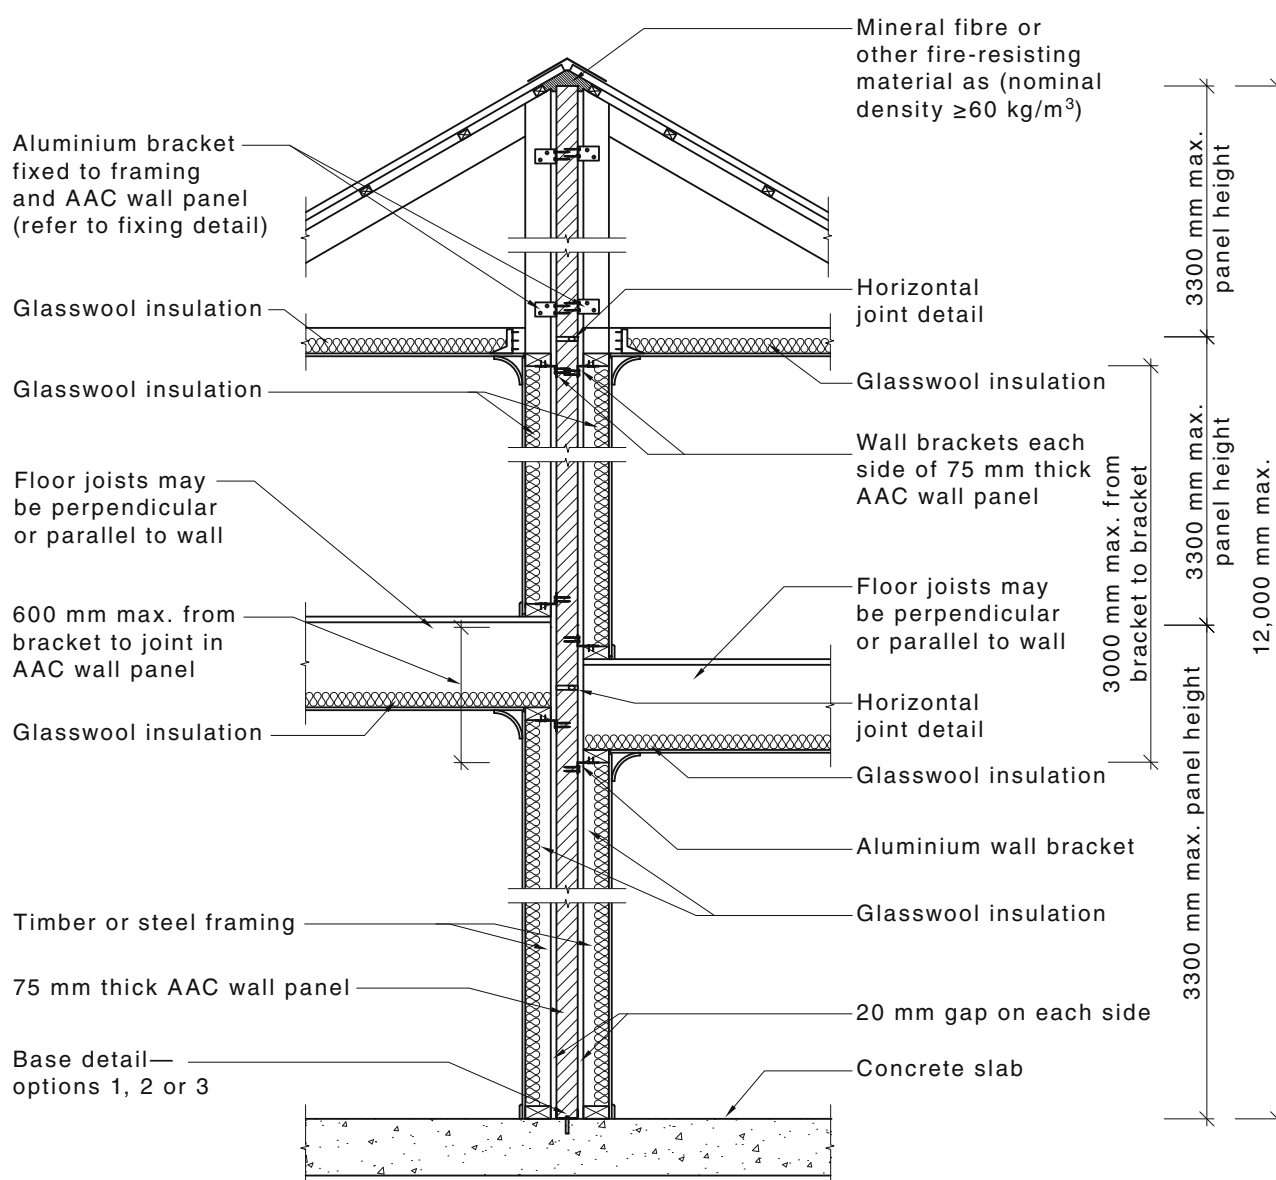 Mineral fibre or
other fire-resisting
material as (nominal
density ≥60 kg/m³)
Aluminium bracket
fixed to framing
and AAC wall panel
(refer to fixing detail)
Glasswool insulation
Glasswool insulation
Floor joists may
be perpendicular
or parallel to wall
600 mm max. from
bracket to joint in
AAC wall panel
Glasswool insulation
Timber or steel framing
75 mm thick AAC wall panel
Base detail—
options 1, 2 or 3
Horizontal
joint detail
Glasswool insulation
Wall brackets each
side of 75 mm thick
AAC wall panel
Floor joists may
be perpendicular
or parallel to wall
Horizontal
joint detail
Glasswool insulation
Aluminium wall bracket
Glasswool insulation
20 mm gap on each side
Concrete slab
3000 mm max. from
bracket to bracket
3300 mm max.
panel height
3300 mm max.
panel height
3300 mm max. panel height
12,000 mm max.